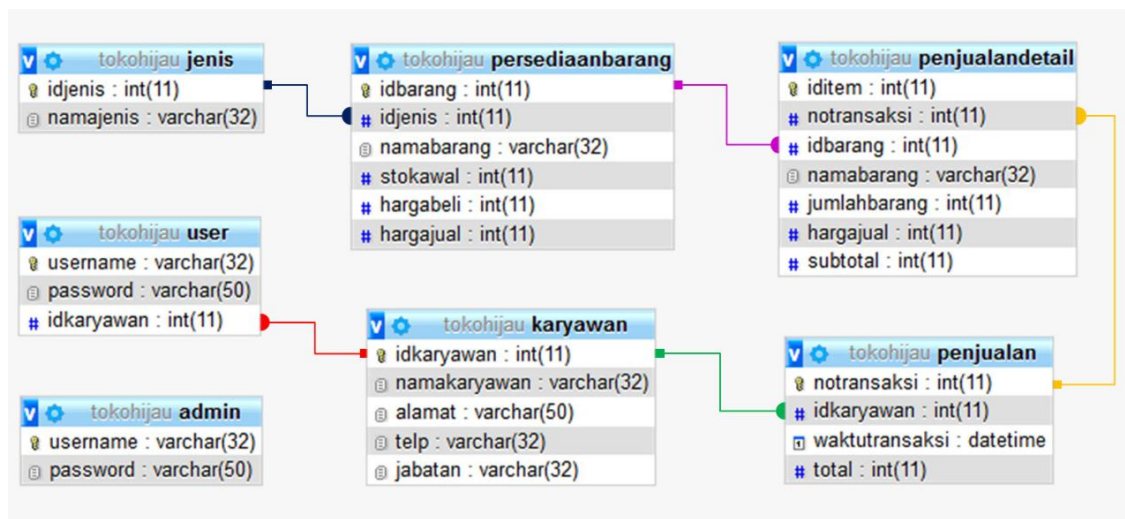 tokohijau jenis
idjenis : int(11)
namajenis : varchar(32)
tokohijau persediaanbarang
idbarang : int(11)
idjenis : int(11)
namabarang : varchar(32)
stokawal : int(11)
hargabeli : int(11)
hargajual : int(11)
tokohijau penjualandetail
iditem : int(11)
notransaksi : int(11)
idbarang : int(11)
namabarang : varchar(32)
jumlahbarang : int(11)
hargajual : int(11)
subtotal : int(11)
tokohijau user
username : varchar(32)
password : varchar(50)
idkaryawan : int(11)
tokohijau karyawan
idkaryawan : int(11)
namakaryawan : varchar(32)
alamat : varchar(50)
telp : varchar(32)
jabatan : varchar(32)
tokohijau penjualan
notransaksi : int(11)
idkaryawan : int(11)
waktutransaksi : datetime
total : int(11)
tokohijau admin
username : varchar(32)
password : varchar(50)